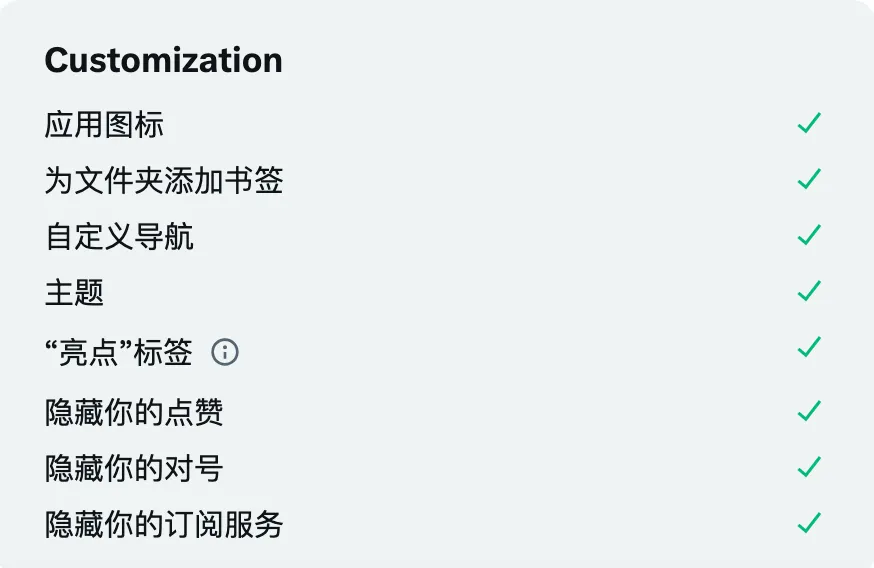 Customization
应用图标
为文件夹添加书签
自定义导航
主题
“亮点”标签
隐藏你的点赞
隐藏你的对号
隐藏你的订阅服务